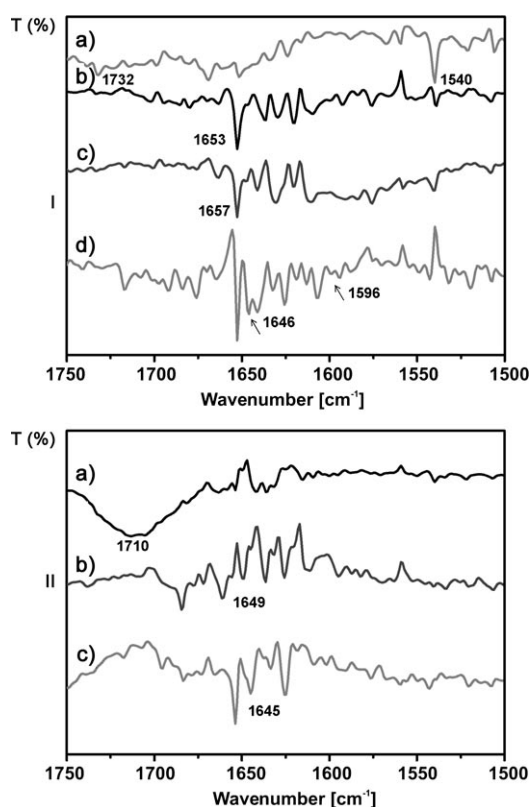 T (%)
a)
1732
1540
b)
1653
c)
1657
I
d)
1646
1596
1750 1700 1650 1600 1550 1500
Wavenumber [cm⁻¹]
T (%)
a)
1710
b)
1649
II
c)
1645
1750 1700 1650 1600 1550 1500
Wavenumber [cm⁻¹]